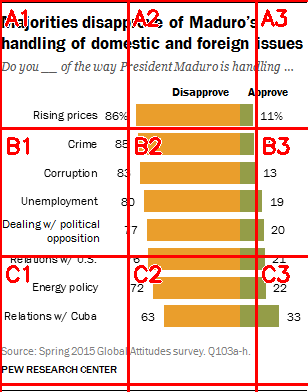 Majorities disapprove of Maduro's
handling of domestic and foreign issues
Do you __ of the way President Maduro is handling ...
Disapprove Approve
Rising prices 86% 11%
Crime 85
Corruption 83 13
Unemployment 80 19
Dealing w/ political 77 20
opposition
Relations w/ U.S. 21
Energy policy 72 22
Relations w/ Cuba 63 33
Source: Spring 2015 Global Attitudes survey. Q103a-h.
PEW RESEARCH CENTER
A1 A2 A3
B1 B2 B3
C1 C2 C3